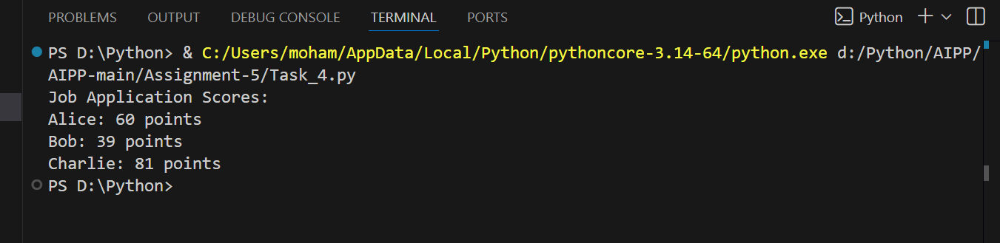 PROBLEMS OUTPUT DEBUG CONSOLE TERMINAL PORTS Python
PS D:\Python> & C:/Users/moham/AppData/Local/Python/pythoncore-3.14-64/python.exe d:/Python/AIPP/
AIPP-main/Assignment-5/Task_4.py
Job Application Scores:
Alice: 60 points
Bob: 39 points
Charlie: 81 points
PS D:\Python>